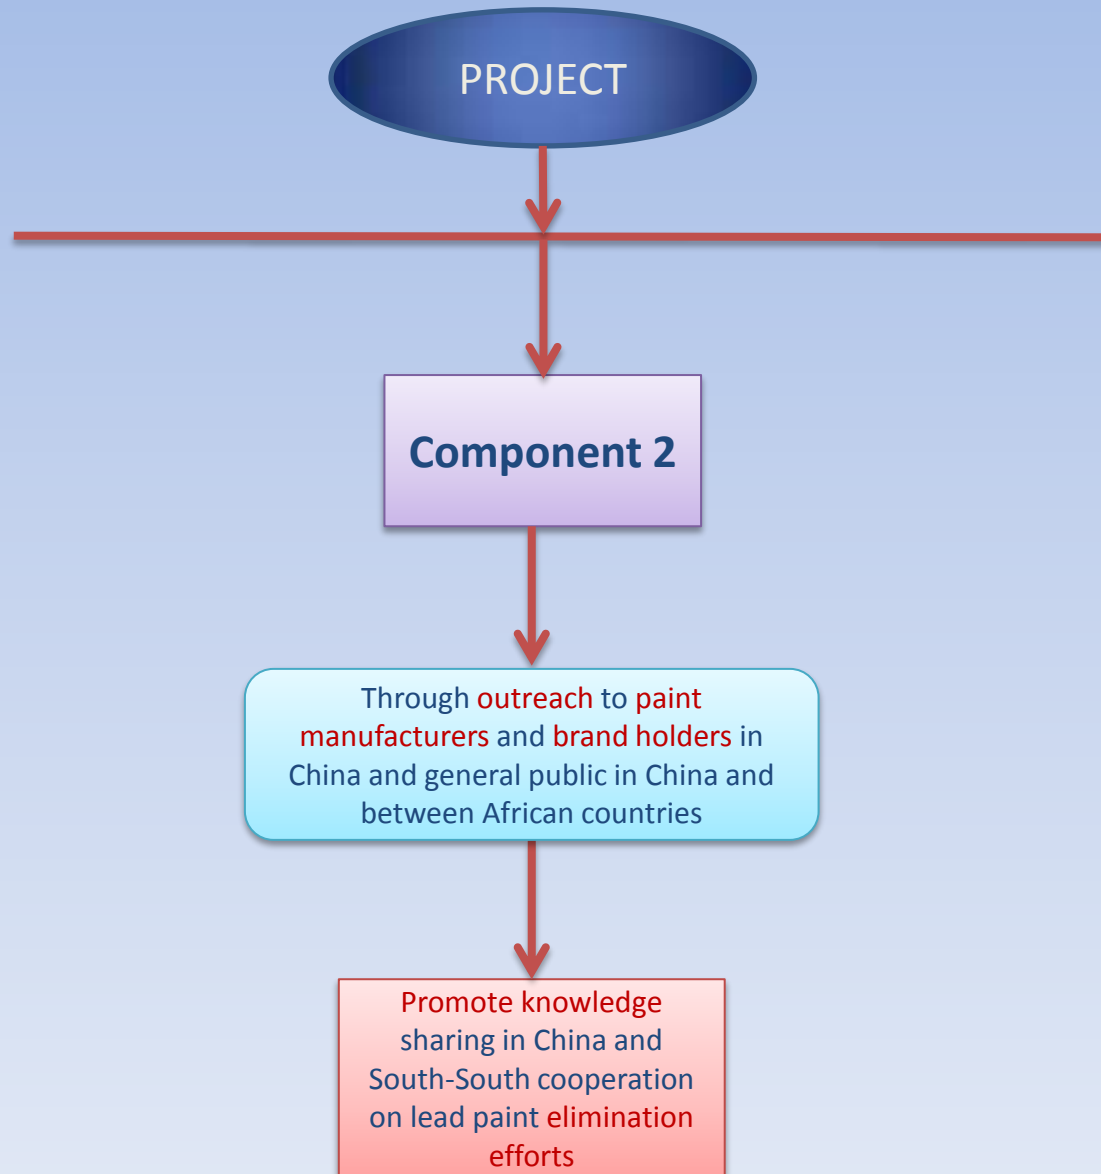 PROJECT
Component 2
Through outreach to paint
manufacturers and brand holders in
China and general public in China and
between African countries
Promote knowledge
sharing in China and
South-South cooperation
on lead paint elimination
efforts